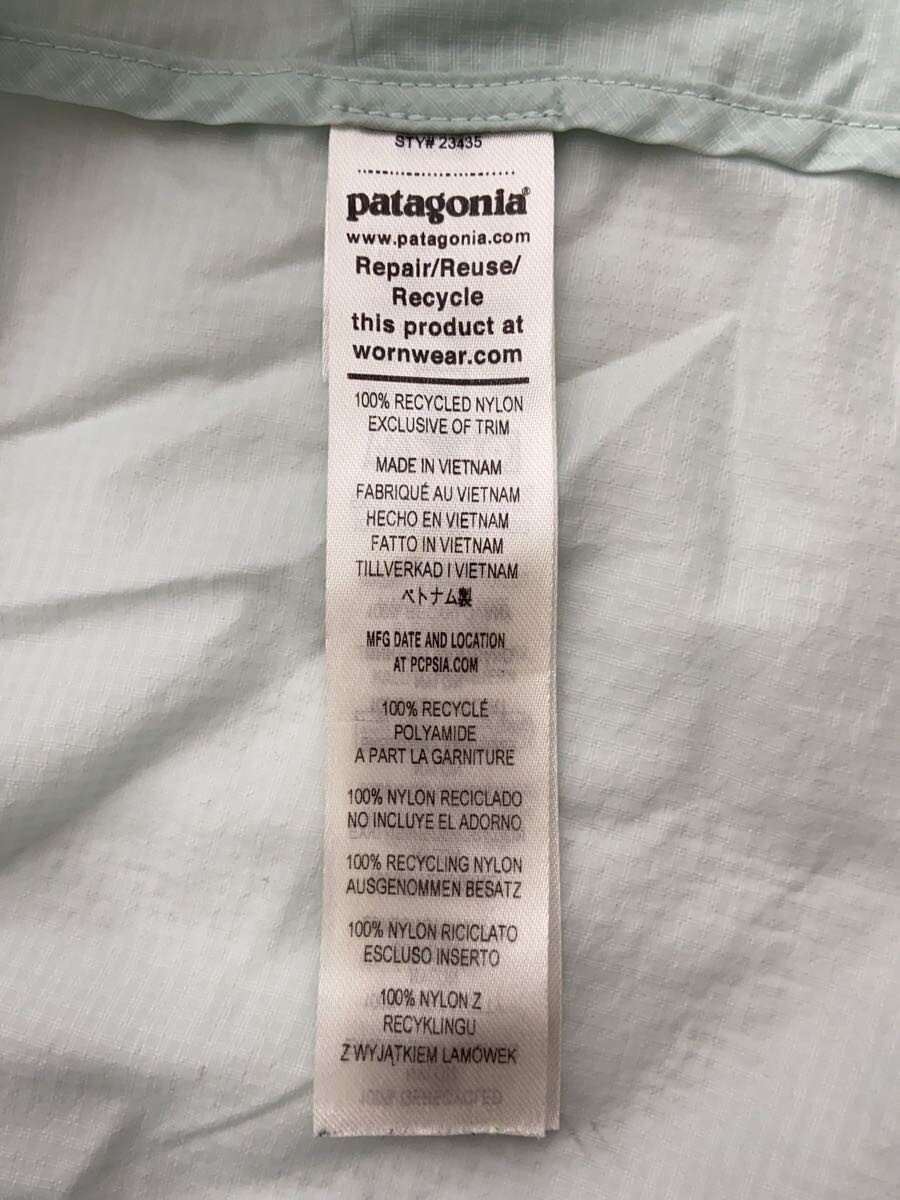 STY# 23435
patagonia®
www.patagonia.com
Repair/Reuse/
Recycle
this product at
wornwear.com
100% RECYCLED NYLON
EXCLUSIVE OF TRIM
MADE IN VIETNAM
FABRIQUÉ AU VIETNAM
HECHO EN VIETNAM
FATTO IN VIETNAM
TILLVERKAD I VIETNAM
ベトナム製
MFG DATE AND LOCATION
AT PCPSIA.COM
100% RECYCLÉ
POLYAMIDE
A PART LA GARNITURE
100% NYLON RECICLADO
NO INCLUYE EL ADORNO
100% RECYCLING NYLON
AUSGENOMMEN BESATZ
100% NYLON RICICLATO
ESCLUSO INSERTO
100% NYLON Z
RECYKLINGU
Z WYJĄTKIEM LAMÓWEK